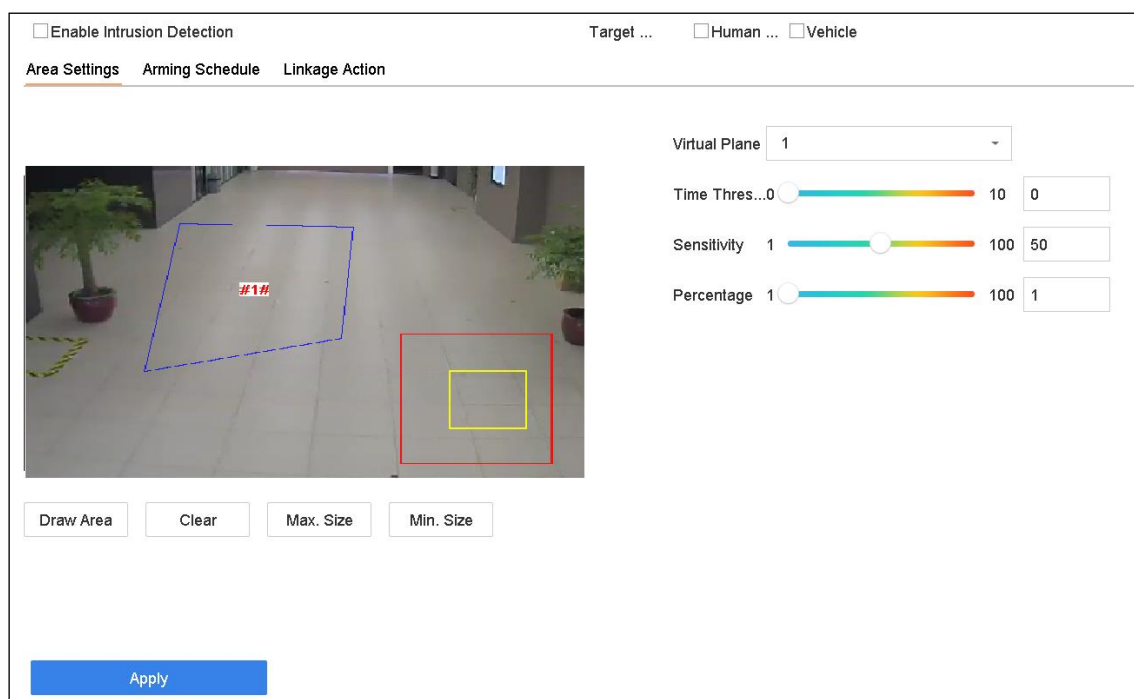 Enable Intrusion Detection Target ... Human ... Vehicle
Area Settings Arming Schedule Linkage Action
Virtual Plane 1
Time Thres...0 10 0
Sensitivity 1 100 50
#1#
Percentage 1 100 1
Draw Area Clear Max. Size Min. Size
Apply